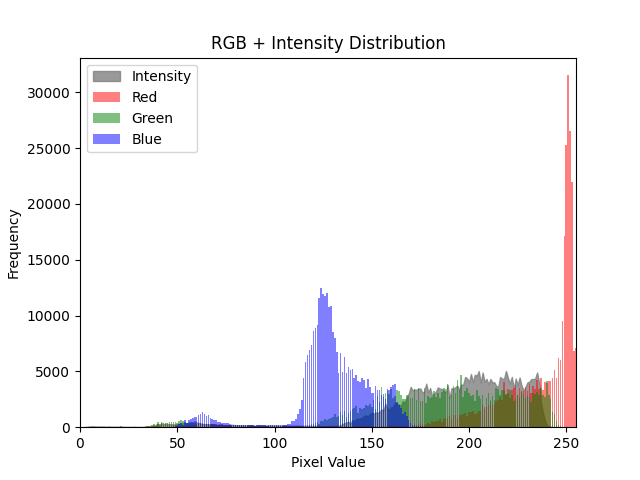 RGB + Intensity Distribution
Intensity
Red
Green
Blue
Frequency
30000
25000
20000
15000
10000
5000
0
0 50 100 150 200 250
Pixel Value